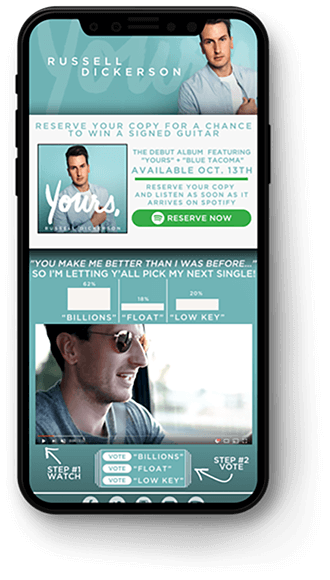 Yours,
RUSSELL
DICKERSON
RESERVE YOUR COPY FOR A CHANCE
TO WIN A SIGNED GUITAR
THE DEBUT ALBUM FEATURING
"YOURS" + "BLUE TACOMA"
AVAILABLE OCT. 13TH
RESERVE YOUR COPY
AND LISTEN AS SOON AS IT
ARRIVES ON SPOTIFY
RESERVE NOW
Yours,
RUSSELL DICKERSON
"YOU MAKE ME BETTER THAN I WAS BEFORE..."
SO I'M LETTING Y'ALL PICK MY NEXT SINGLE!
62%
18%
20%
"BILLIONS" "FLOAT" "LOW KEY"
STEP #1
WATCH
VOTE "BILLIONS"
VOTE "FLOAT"
VOTE "LOW KEY"
STEP #2
VOTE